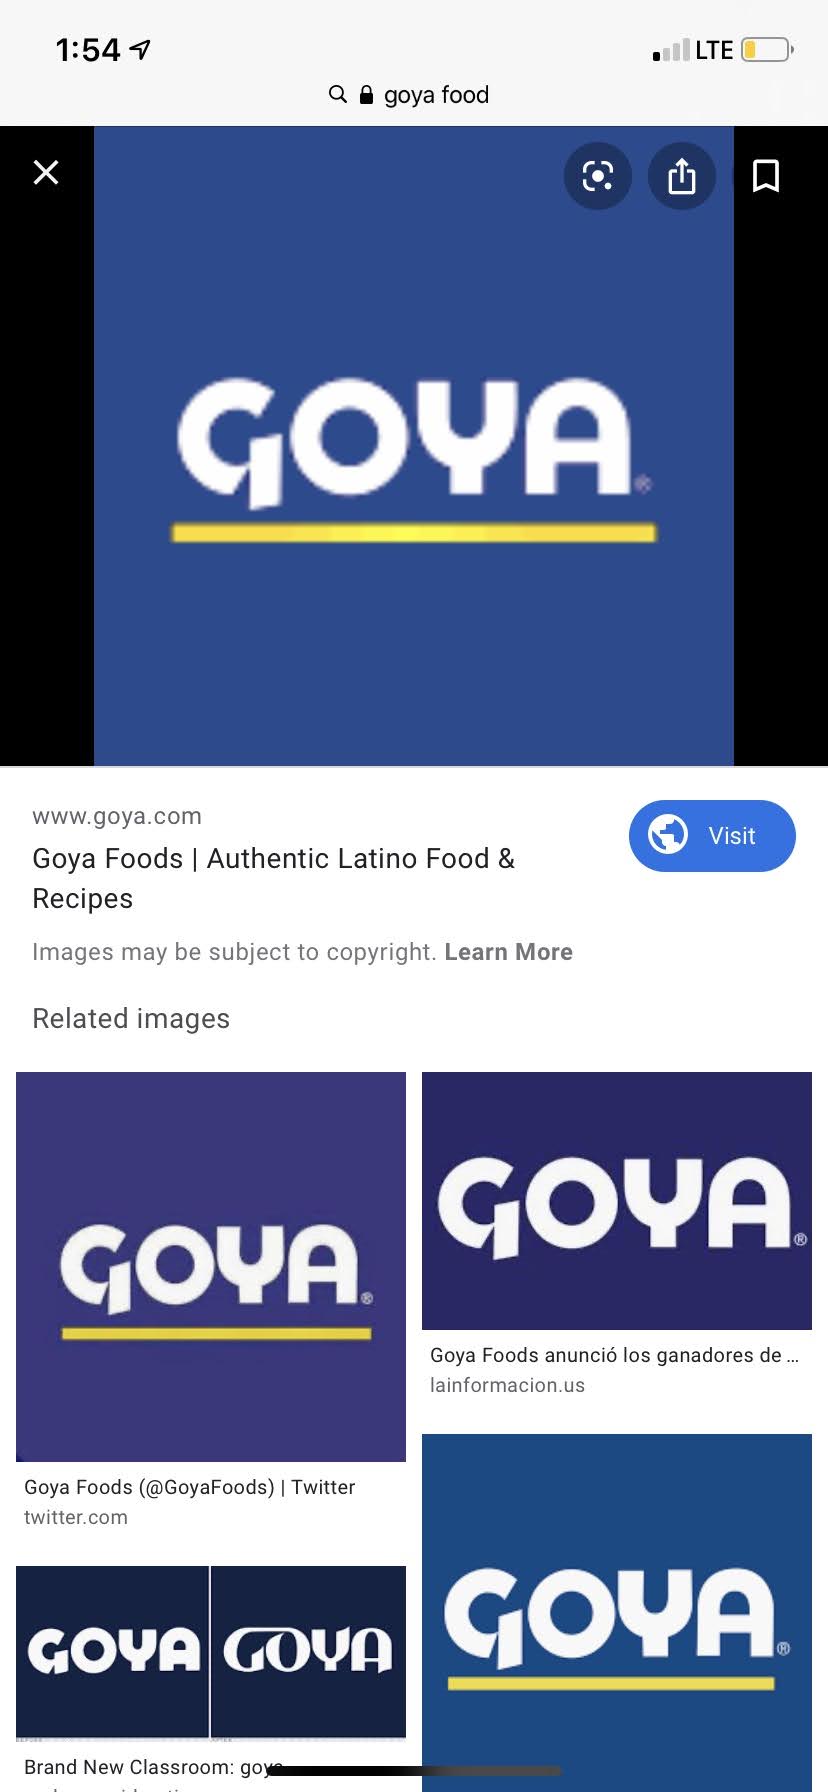 1:54 LTE
goya food
GOYA®
www.goya.com
Visit
Goya Foods | Authentic Latino Food &
Recipes
Images may be subject to copyright. Learn More
Related images
GOYA®
Goya Foods (@GoyaFoods) | Twitter
twitter.com
GOYA®
Goya Foods anunció los ganadores de ...
lainformacion.us
GOYA GOYA
Brand New Classroom: goya
GOYA®